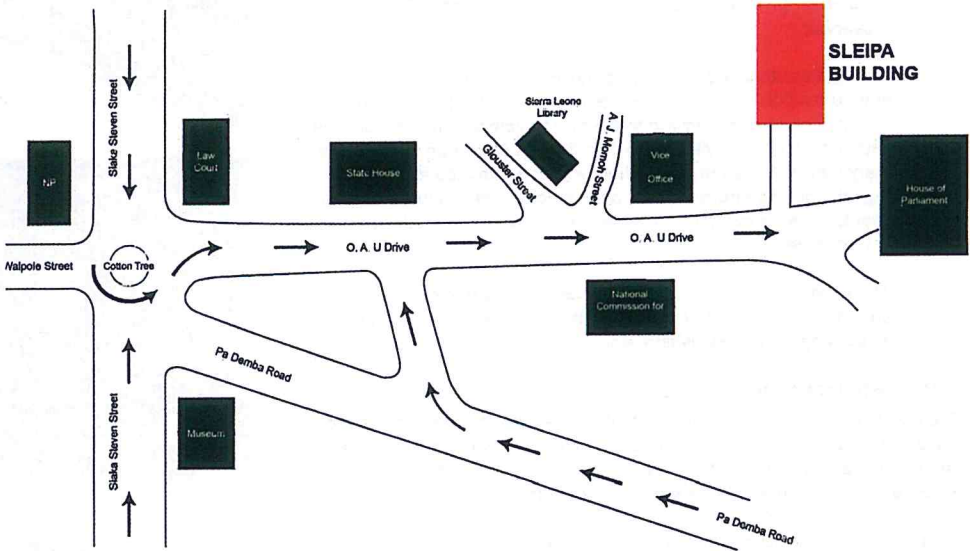 SLEIPA
BUILDING
Sierra Leone
Library
Siaka Steven Street
NP
Law
Court
State House
Glouster Street
A. J. Momoh Street
Vice
Office
House of
Parliament
O. A. U Drive
O. A. U Drive
Walpole Street
Cotton Tree
National
Commission for
Pa Demba Road
Siaka Steven Street
Museum
Pa Demba Road